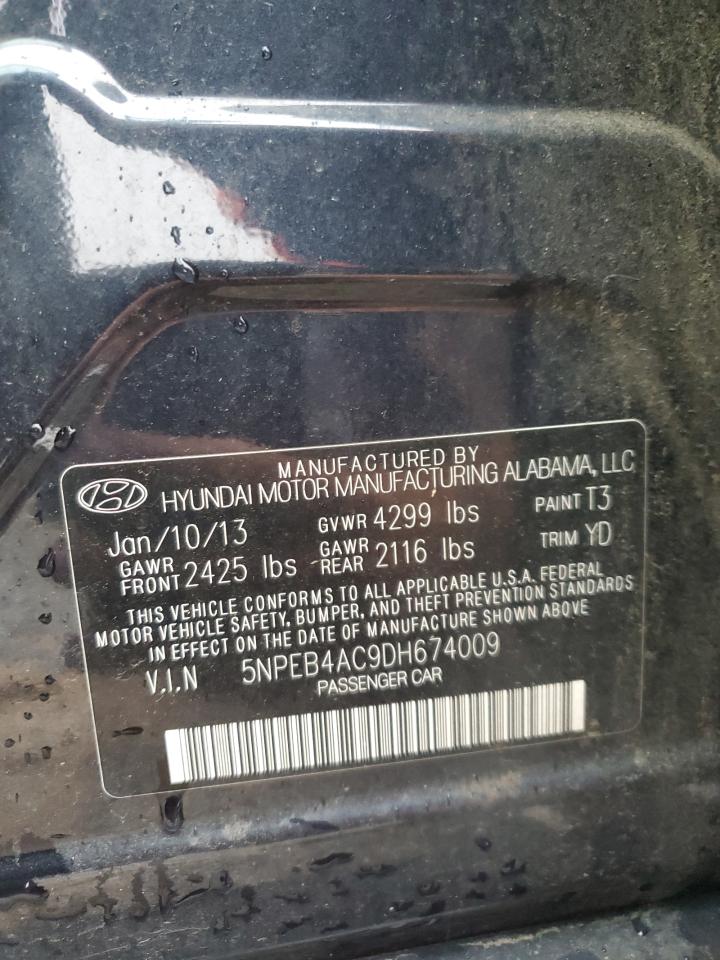 MANUFACTURED BY
HYUNDAI MOTOR MANUFACTURING ALABAMA, LLC
Jan/10/13 GVWR 4299 lbs PAINT T3
GAWR FRONT 2425 lbs GAWR REAR 2116 lbs TRIM YD
THIS VEHICLE CONFORMS TO ALL APPLICABLE U.S.A. FEDERAL
MOTOR VEHICLE SAFETY, BUMPER, AND THEFT PREVENTION STANDARDS
IN EFFECT ON THE DATE OF MANUFACTURE SHOWN ABOVE
V.I.N 5NPEB4AC9DH674009
PASSENGER CAR